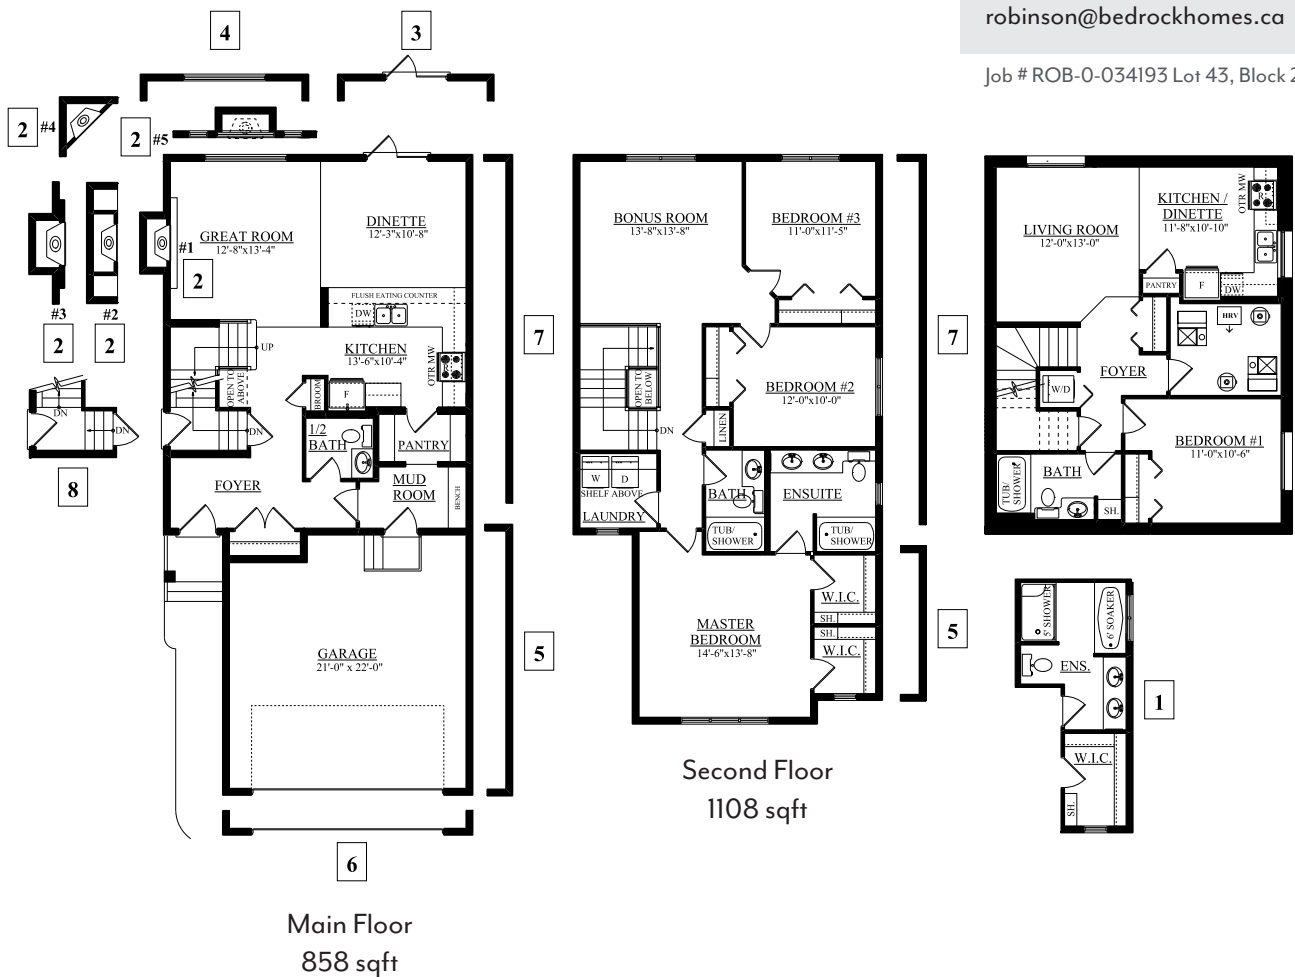 robinson@bedrockhomes.ca
Job # ROB-0-034193 Lot 43, Block 2
4
3
2 #4
2 #5
GREAT ROOM
12'-8"x13'-4"
DINETTE
12'-3"x10'-8"
#1
2
#3
2
#2
2
FLUSH EATING COUNTER
DW
KITCHEN
13'-6"x10'-4"
OTR MW
R
F
BROOM
UP
OPEN TO
ABOVE
DN
DN
DN
8
1/2
BATH
PANTRY
MUD
ROOM
BENCH
FOYER
GARAGE
21'-0" x 22'-0"
7
5
6
Main Floor
858 sqft
BONUS ROOM
13'-8"x13'-8"
BEDROOM #3
11'-0"x11'-5"
BEDROOM #2
12'-0"x10'-0"
OPEN TO
BELOW
DN
LINEN
W
D
SHELF ABOVE
LAUNDRY
BATH
TUB/
SHOWER
ENSUITE
TUB/
SHOWER
W.I.C.
SH.
SH.
W.I.C.
MASTER
BEDROOM
14'-6"x13'-8"
7
5
Second Floor
1108 sqft
LIVING ROOM
12'-0"x13'-0"
KITCHEN /
DINETTE
11'-8"x10'-10"
OTR MW
R
PANTRY
F
DW
HRV
FOYER
W/D
BEDROOM #1
11'-0"x10'-6"
BATH
TUB/
SHOWER
SH.
5' SHOWER
6' SOAKER
ENS.
1
W.I.C.
SH.